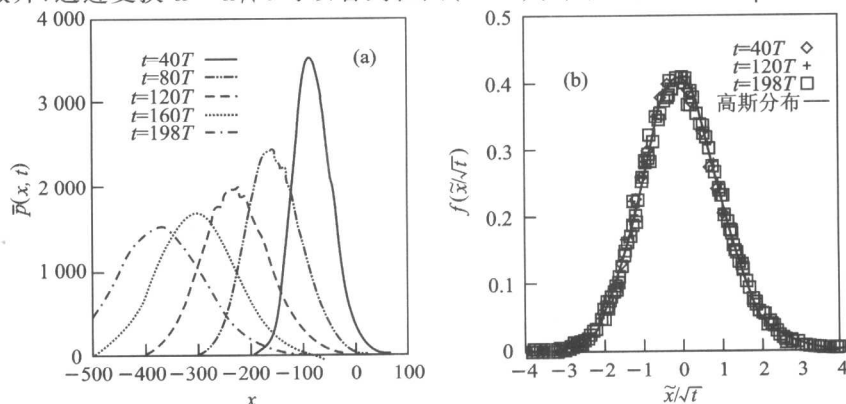 (a)
t=40T
t=80T
t=120T
t=160T
t=198T
4 000
3 000
2 000
1 000
0
p̄(x, t)
−500 −400 −300 −200 −100 0 100
x
(b)
t=40T
t=120T
t=198T
高斯分布
0.5
0.4
0.3
0.2
0.1
0
f(x̃/√t)
−4 −3 −2 −1 0 1 2 3 4
x̃/√t